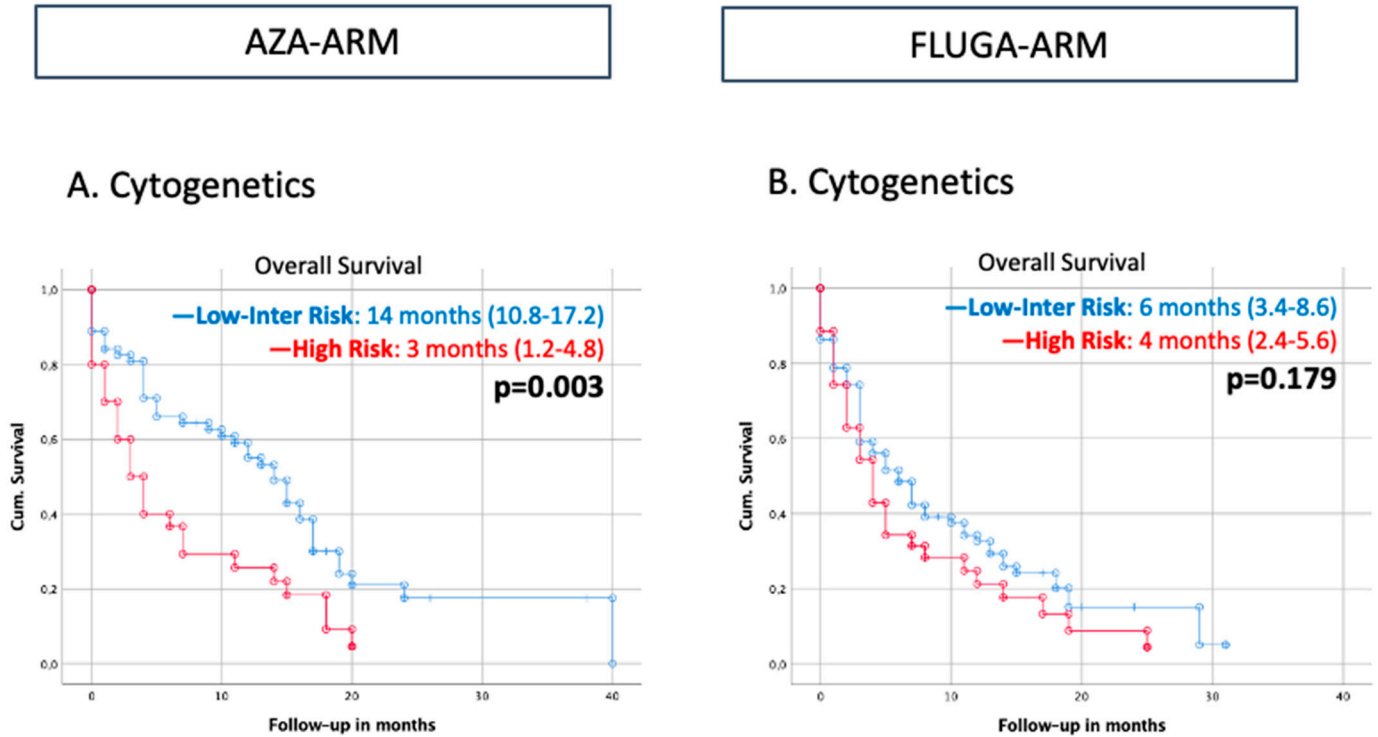 AZA-ARM
FLUGA-ARM
A. Cytogenetics
B. Cytogenetics
Overall Survival
—Low-Inter Risk: 14 months (10.8-17.2)
—High Risk: 3 months (1.2-4.8)
p=0.003
Cum. Survival
1,0
0,8
0,6
0,4
0,2
0,0
0
10
20
30
40
Follow-up in months
Overall Survival
—Low-Inter Risk: 6 months (3.4-8.6)
—High Risk: 4 months (2.4-5.6)
p=0.179
Cum. Survival
1,0
0,8
0,6
0,4
0,2
0,0
0
10
20
30
40
Follow-up in months